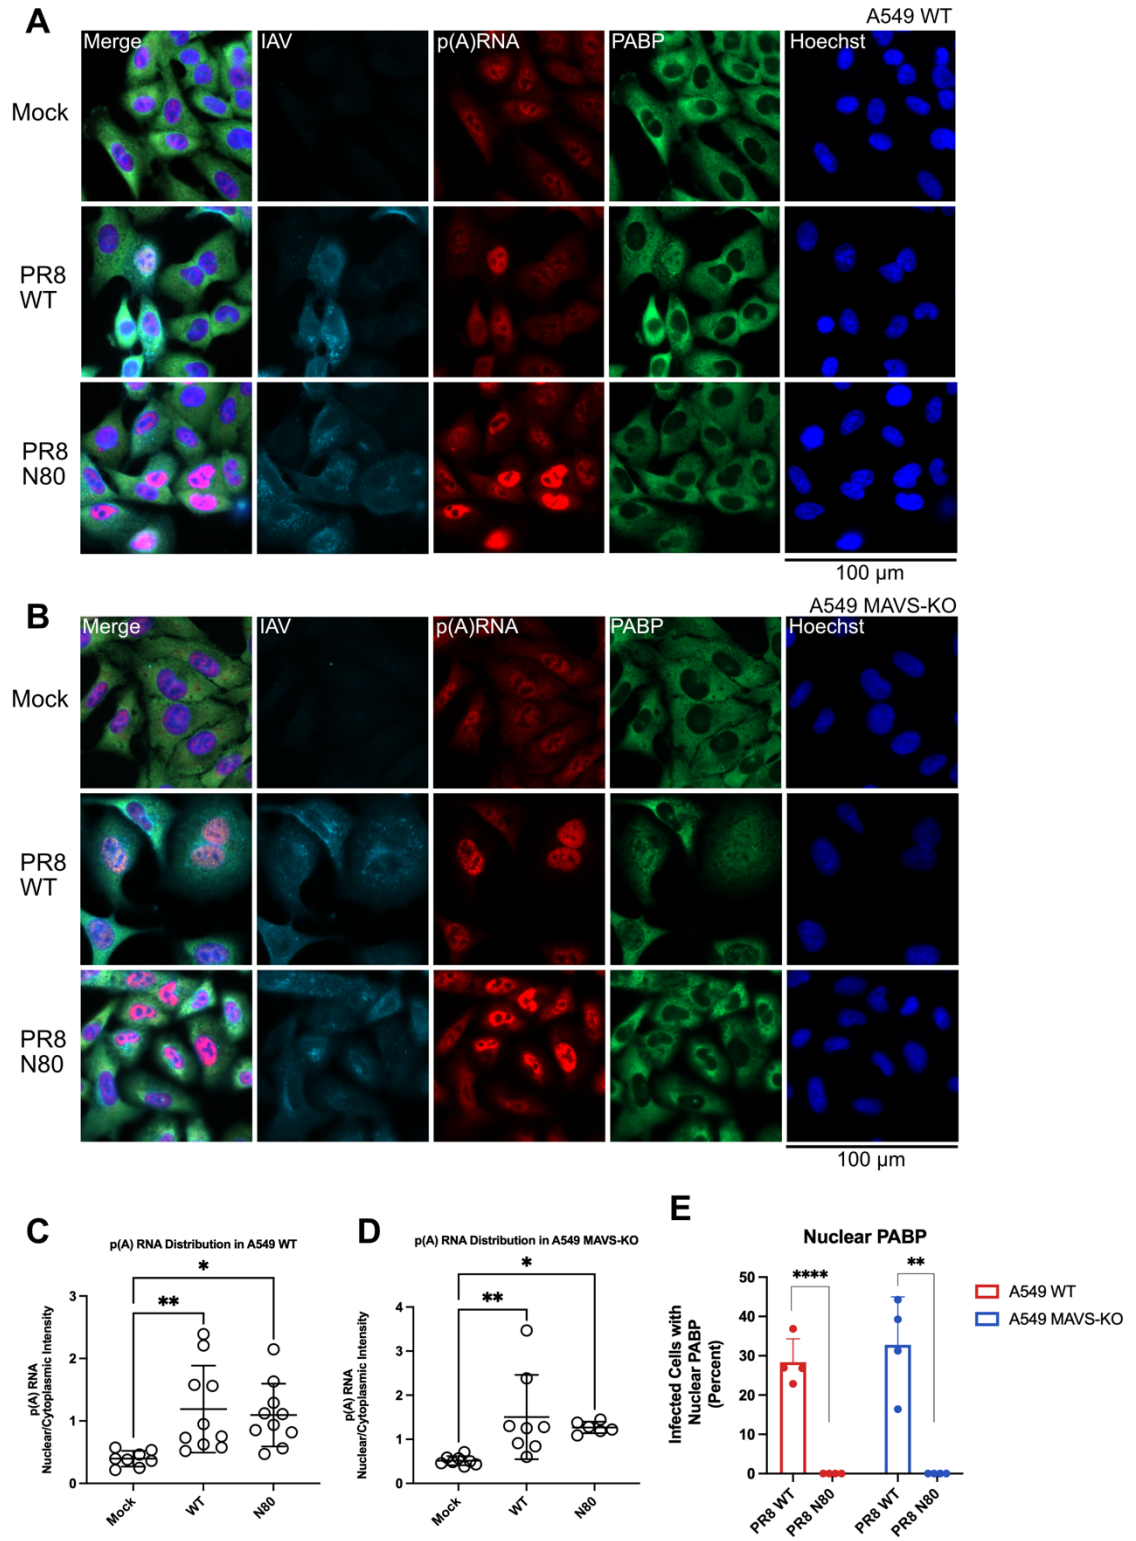 A
A549 WT
Merge
IAV
p(A)RNA
PABP
Hoechst
Mock
PR8
WT
PR8
N80
100 µm
B
A549 MAVS-KO
Merge
IAV
p(A)RNA
PABP
Hoechst
Mock
PR8
WT
PR8
N80
100 µm
C
p(A) RNA Distribution in A549 WT
p(A) RNA
Nuclear/Cytoplasmic Intensity
3
2
1
0
*
**
Mock
WT
N80
D
p(A) RNA Distribution in A549 MAVS-KO
p(A) RNA
Nuclear/Cytoplasmic Intensity
4
3
2
1
0
*
**
Mock
WT
N80
E
Nuclear PABP
Infected Cells with
Nuclear PABP
(Percent)
50
40
30
20
10
0
****
**
PR8 WT
PR8 N80
PR8 WT
PR8 N80
A549 WT
A549 MAVS-KO